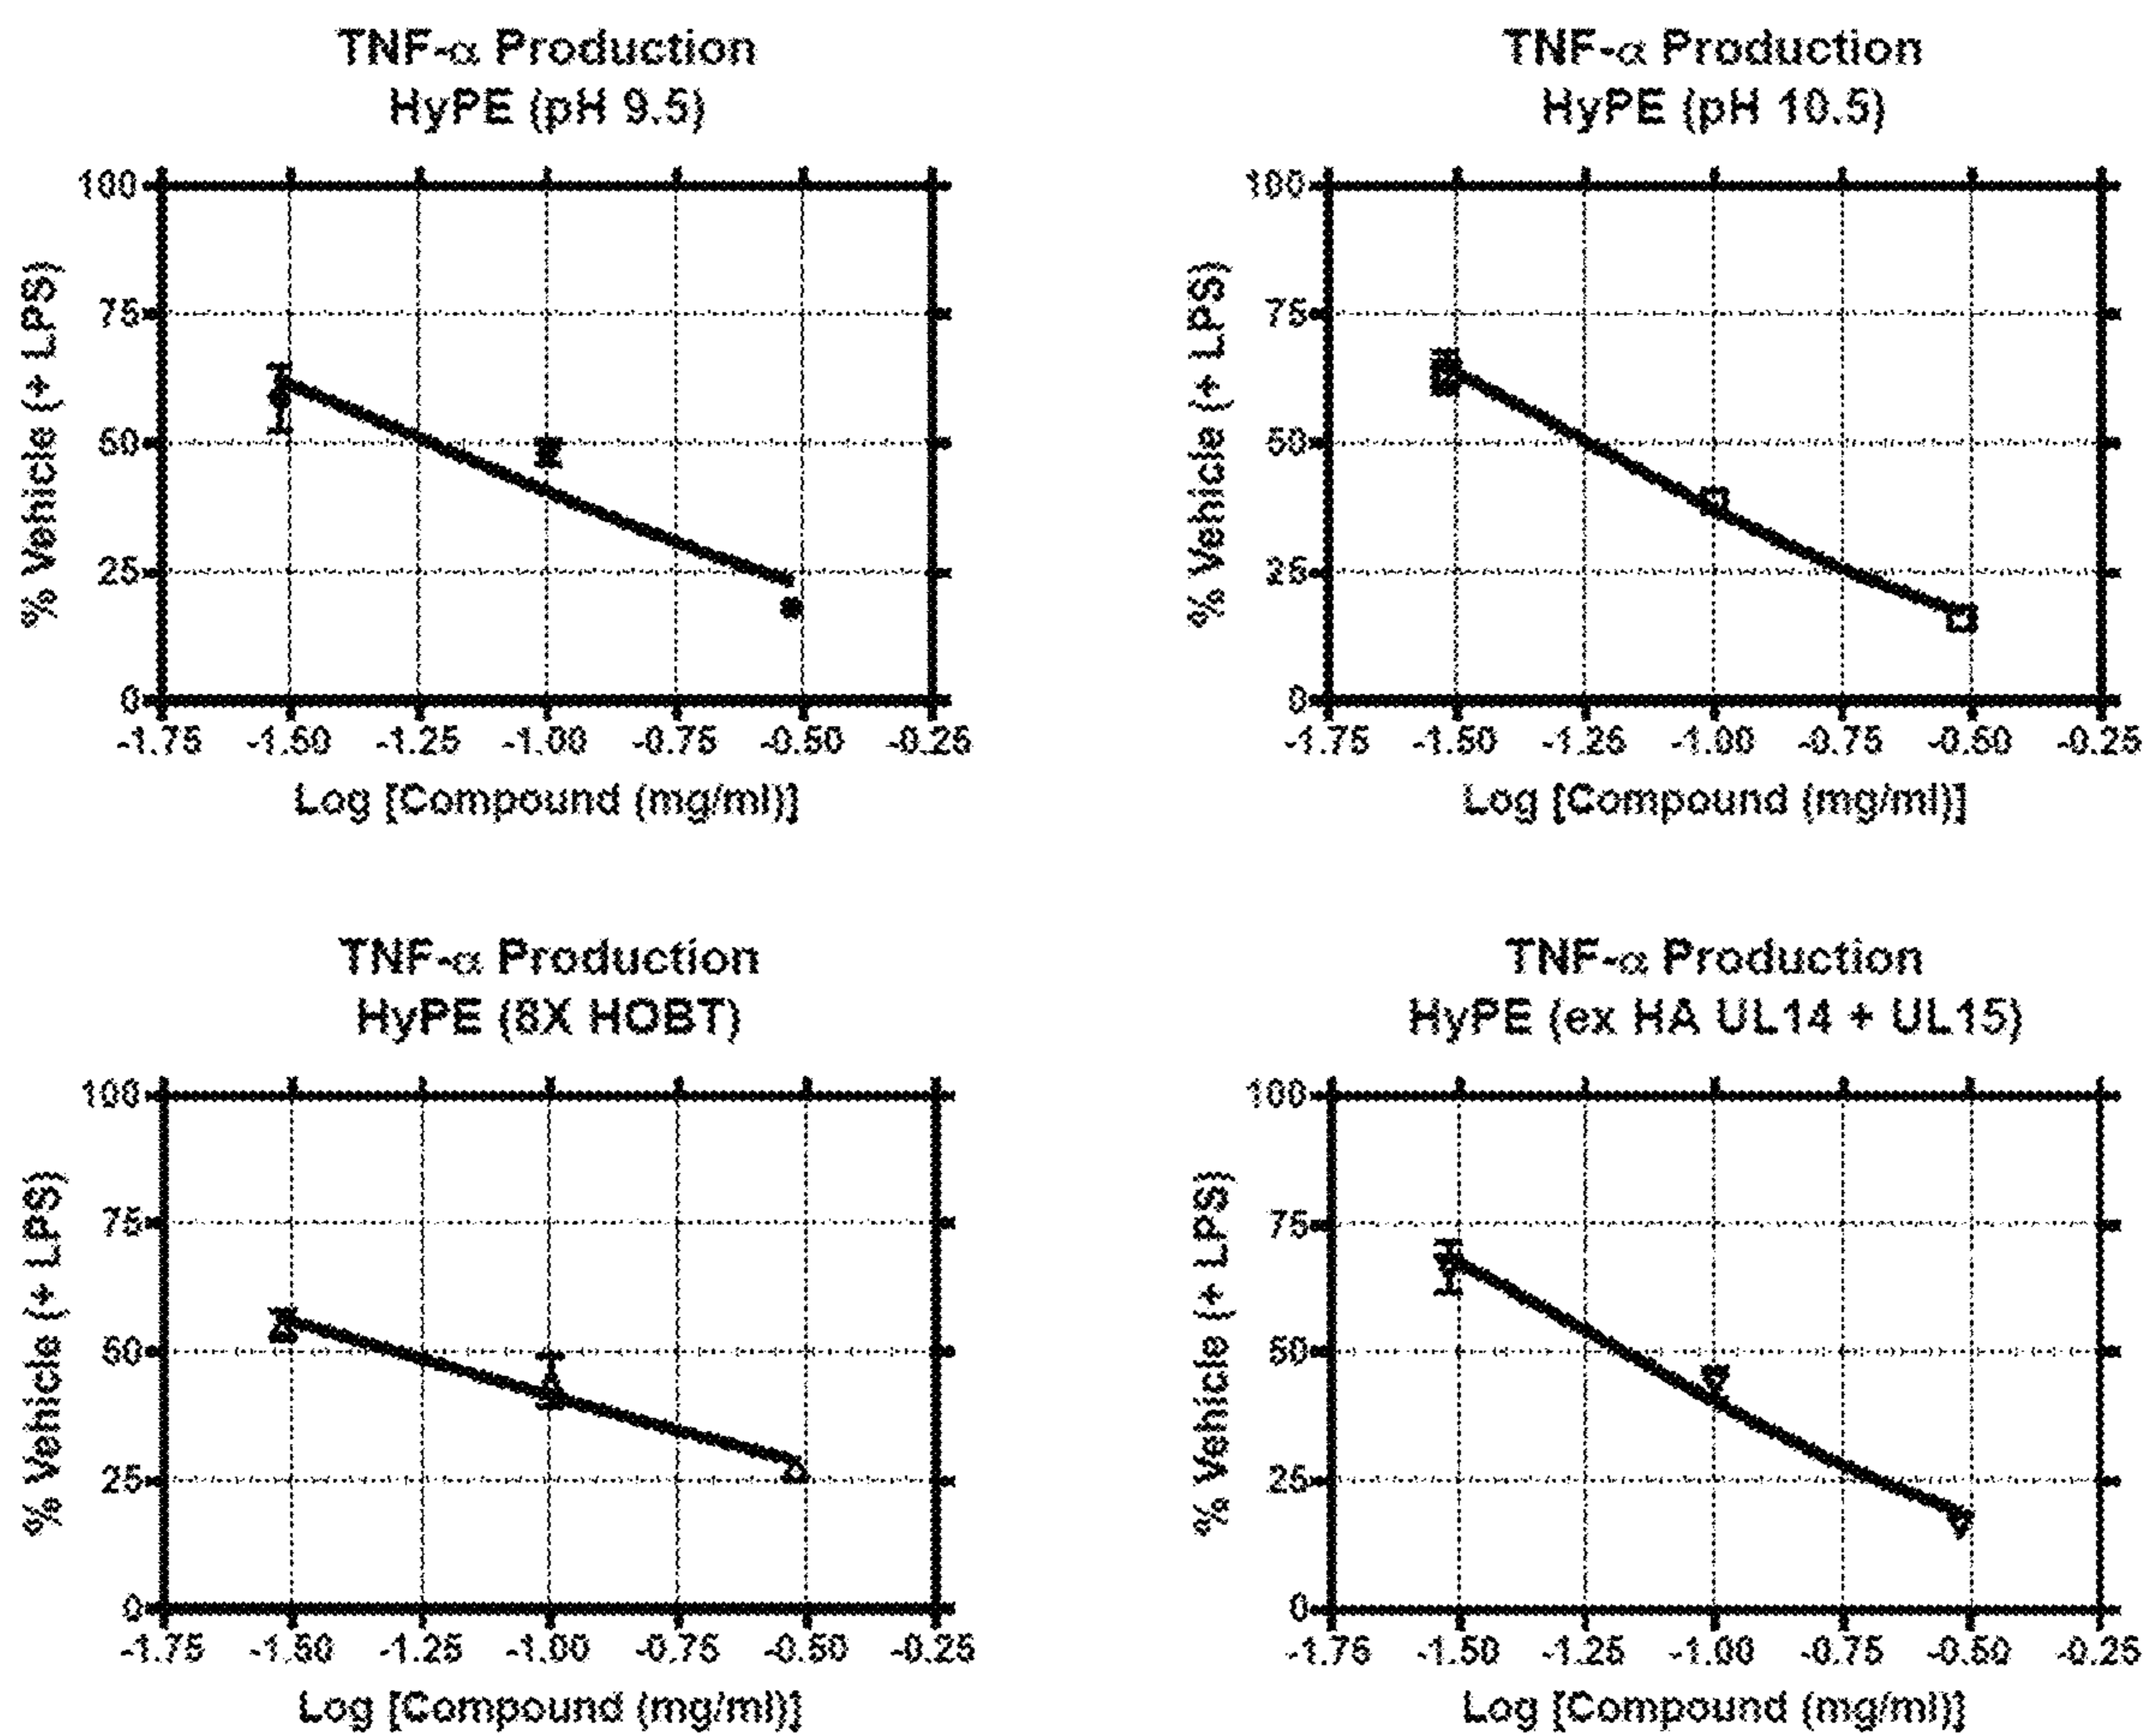 TNF-α Production
HyPE (pH 9.5)
% Vehicle (+ LPS)
100
75
50
25
0
-1.75 -1.50 -1.25 -1.00 -0.75 -0.50 -0.25
Log [Compound (mg/ml)]
TNF-α Production
HyPE (pH 10.5)
% Vehicle (+ LPS)
100
75
50
25
0
-1.75 -1.50 -1.25 -1.00 -0.75 -0.50 -0.25
Log [Compound (mg/ml)]
TNF-α Production
HyPE (8X HOBT)
% Vehicle (+ LPS)
100
75
50
25
0
-1.75 -1.50 -1.25 -1.00 -0.75 -0.50 -0.25
Log [Compound (mg/ml)]
TNF-α Production
HyPE (ex HA UL14 + UL15)
% Vehicle (+ LPS)
100
75
50
25
0
-1.75 -1.50 -1.25 -1.00 -0.75 -0.50 -0.25
Log [Compound (mg/ml)]